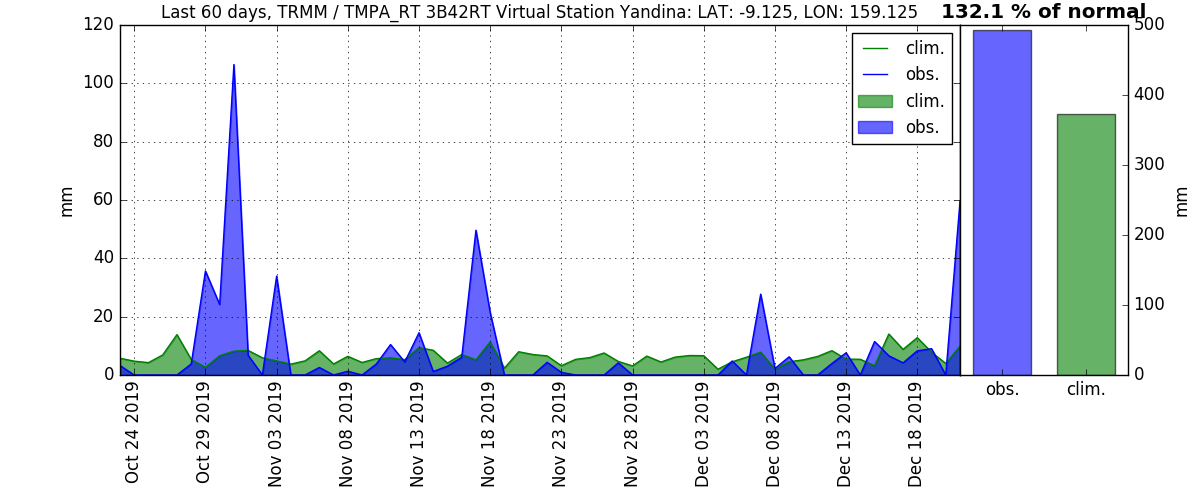 Last 60 days, TRMM / TMPA_RT 3B42RT Virtual Station Yandina: LAT: -9.125, LON: 159.125
132.1 % of normal
120
100
80
60
40
20
0
mm
clim.
obs.
clim.
obs.
500
400
300
200
100
0
mm
obs.
clim.
Oct 24 2019
Oct 29 2019
Nov 03 2019
Nov 08 2019
Nov 13 2019
Nov 18 2019
Nov 23 2019
Nov 28 2019
Dec 03 2019
Dec 08 2019
Dec 13 2019
Dec 18 2019